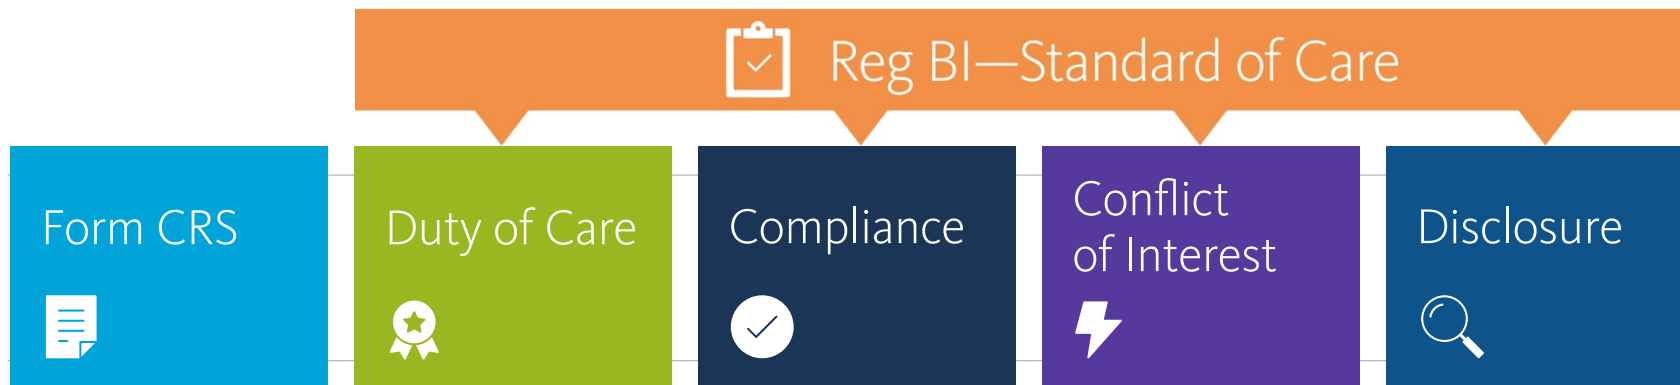 Reg BI—Standard of Care
Form CRS
Duty of Care
Compliance
Conflict
of Interest
Disclosure